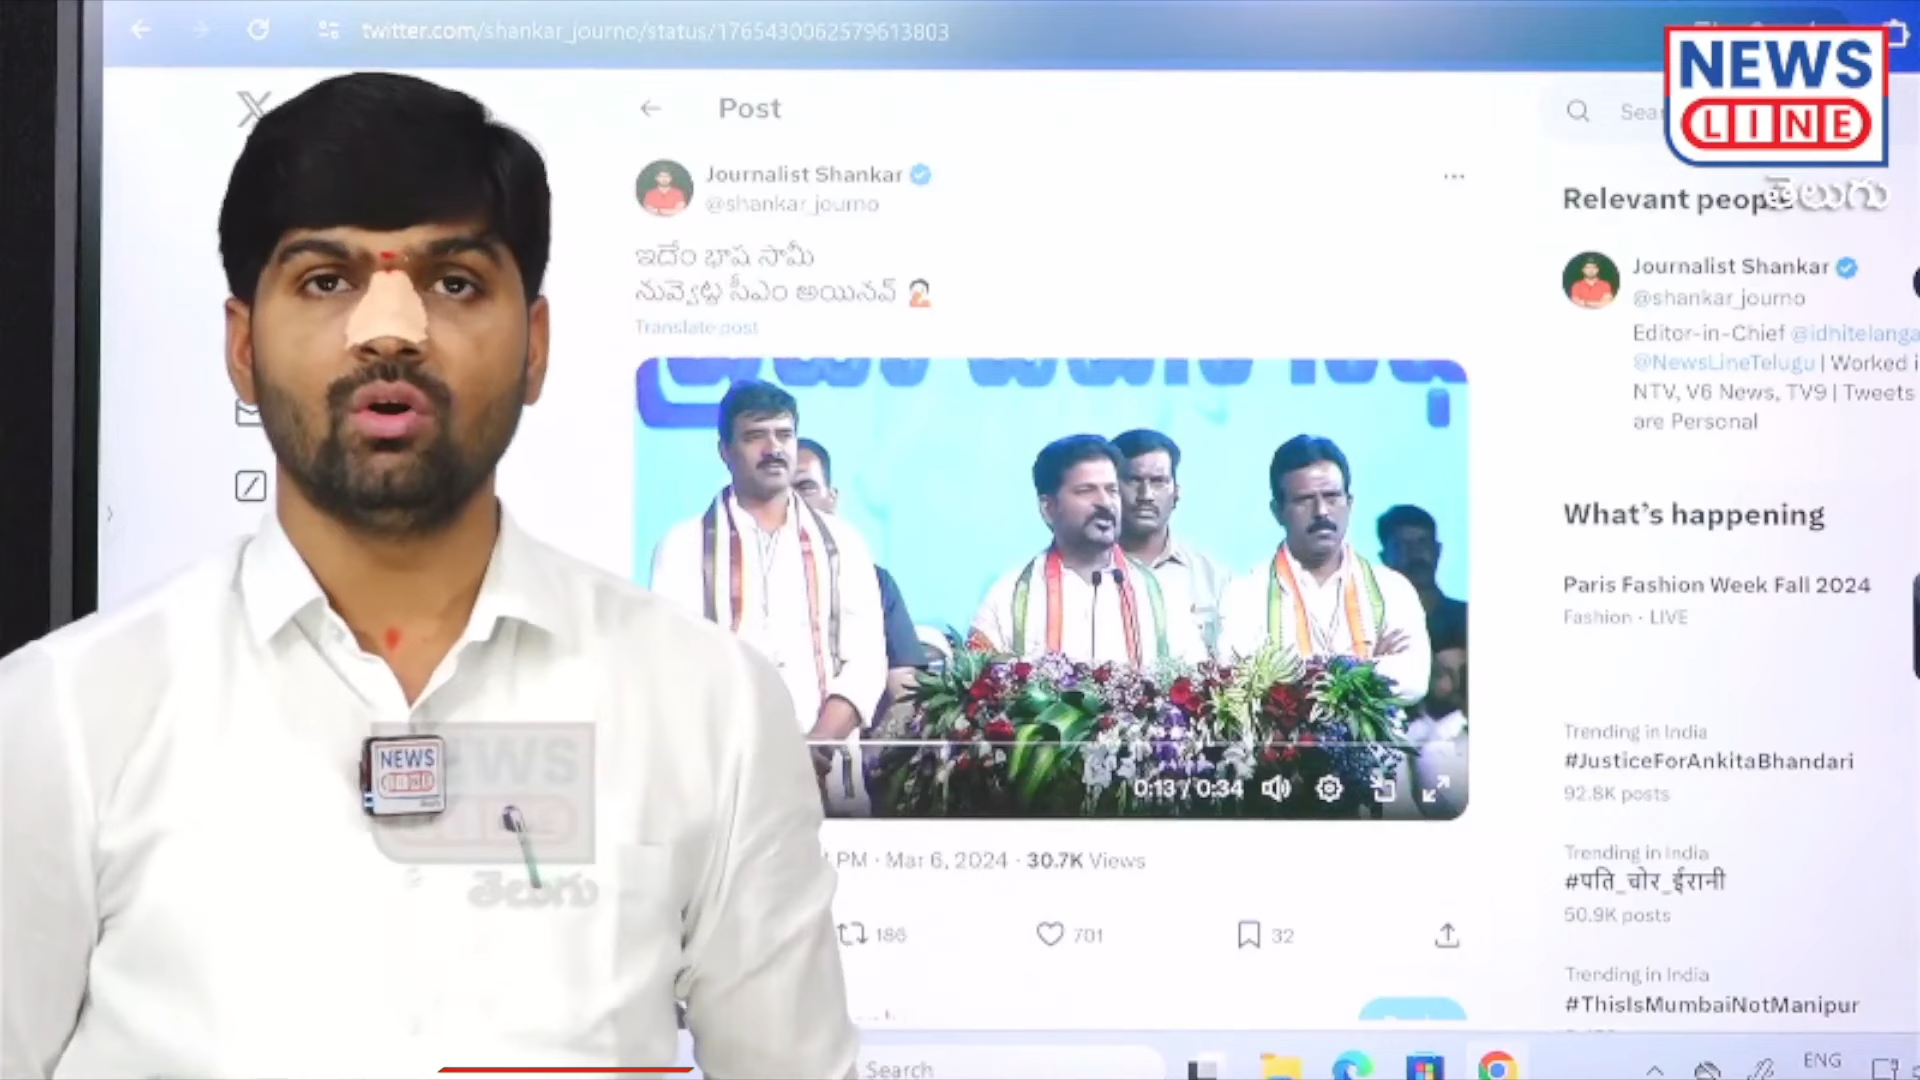 twitter.com/shankar_journo/status/1765430062579613803
NEWS
LINE
తెలుగు
Post
Journalist Shankar
@shankar_journo
ఇదేం భాష సామీ
నువ్వెట్ల సీఎం అయినవ్
Translate post
0:13 / 0:34
PM · Mar 6, 2024 · 30.7K Views
186
701
32
Relevant people
Journalist Shankar
@shankar_journo
Editor-in-Chief @idhitelanga
@NewsLineTelugu | Worked i
NTV, V6 News, TV9 | Tweets
are Personal
What's happening
Paris Fashion Week Fall 2024
Fashion · LIVE
Trending in India
#JusticeForAnkitaBhandari
92.8K posts
Trending in India
#पति_चोर_ईरानी
50.9K posts
Trending in India
#ThisIsMumbaiNotManipur
NEWS
LINE
NEWS
LINE
తెలుగు
Search
ENG